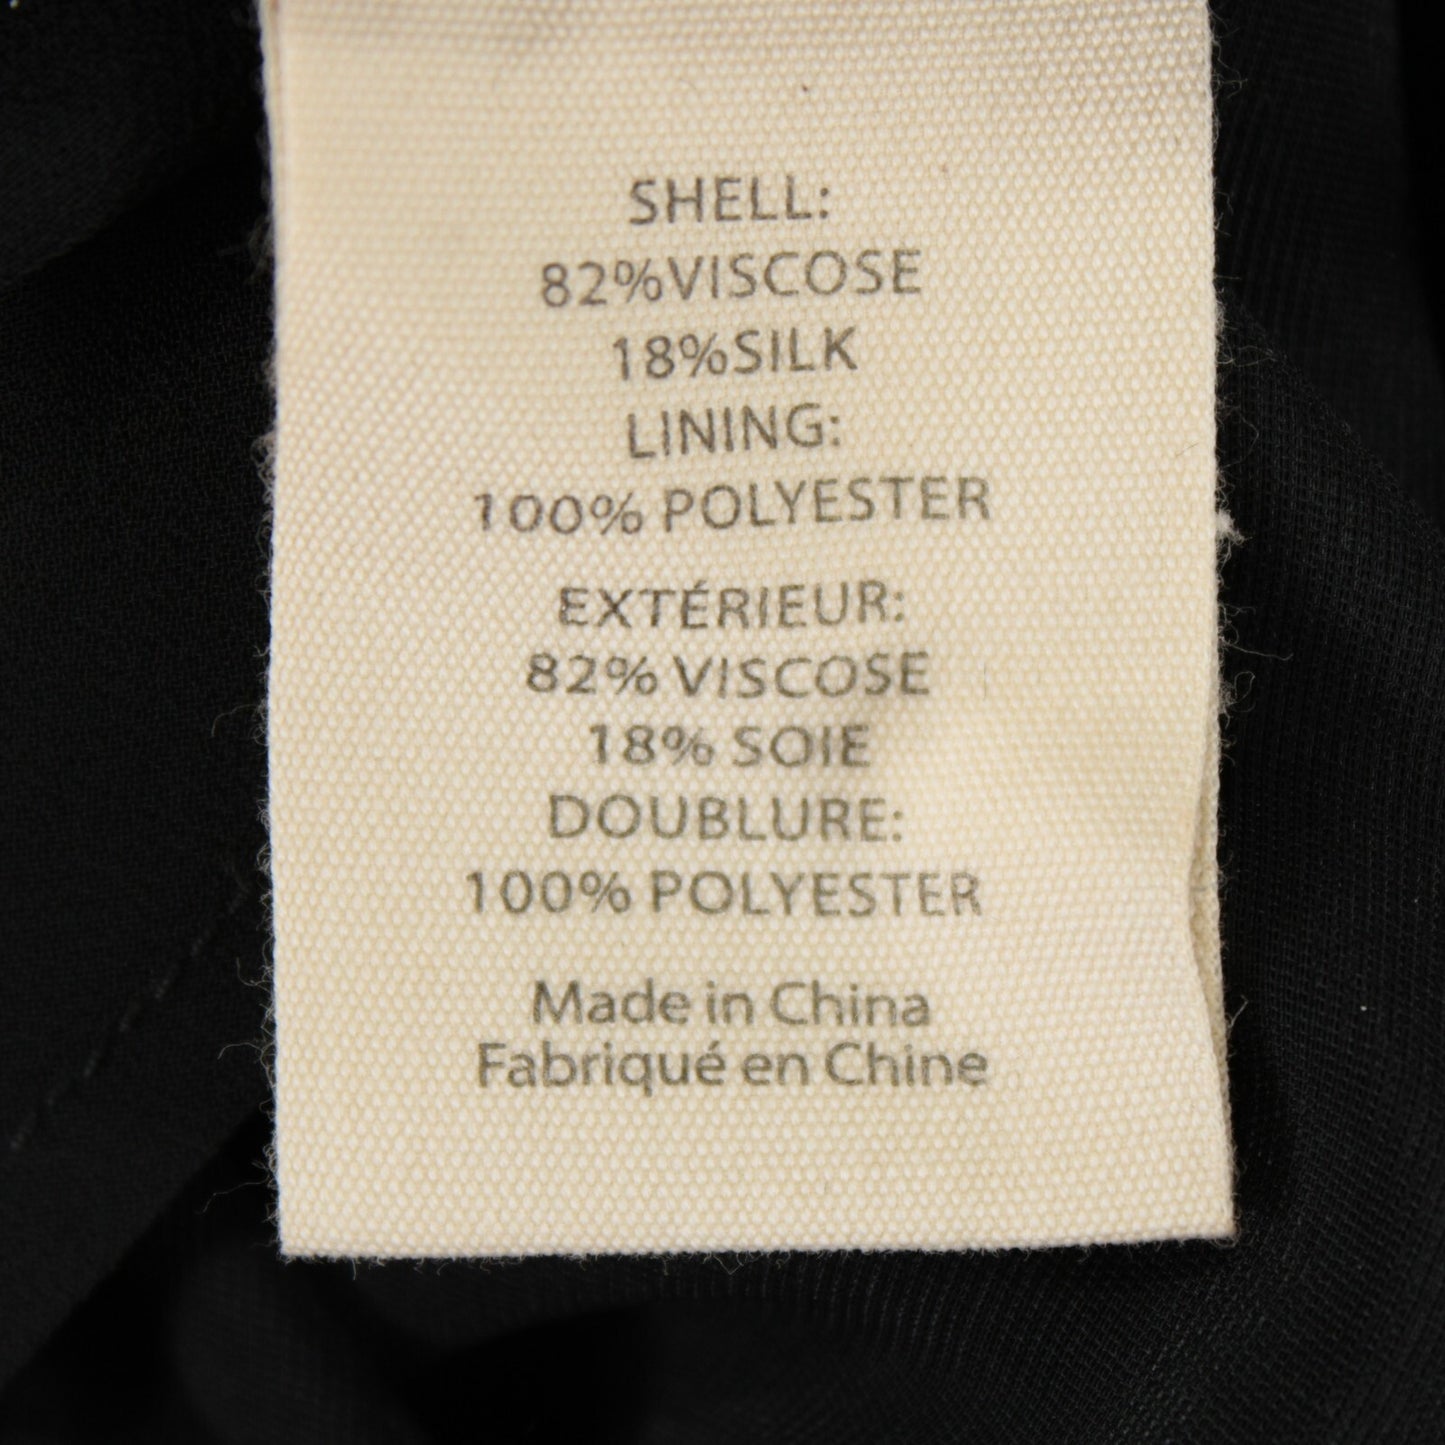 SHELL:
82%VISCOSE
18%SILK
LINING:
100% POLYESTER
EXTÉRIEUR:
82% VISCOSE
18% SOIE
DOUBLURE:
100% POLYESTER
Made in China
Fabriqué en Chine